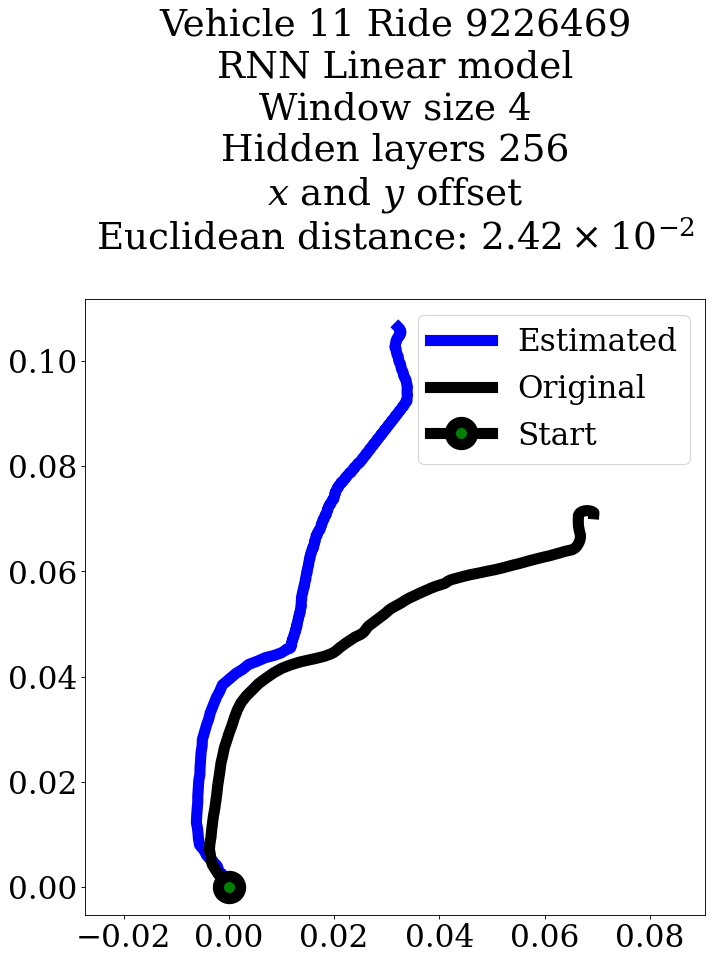 Vehicle 11 Ride 9226469
RNN Linear model
Window size 4
Hidden layers 256
x and y offset
Euclidean distance: 2.42 × 10⁻²
Estimated
Original
Start
0.10
0.08
0.06
0.04
0.02
0.00
−0.02 0.00 0.02 0.04 0.06 0.08